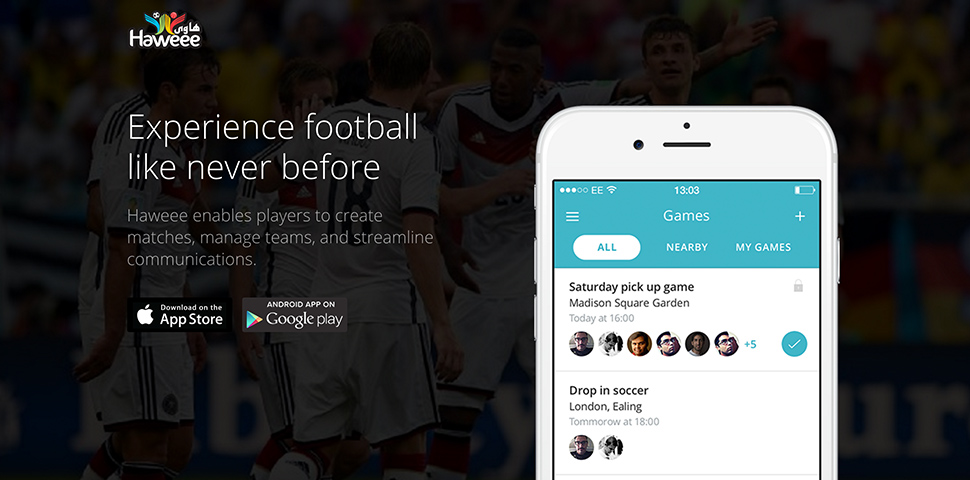 هاوي
Haweee
Experience football
like never before
Haweee enables players to create
matches, manage teams, and streamline
communications.
Download on the
App Store
ANDROID APP ON
Google play
EE 13:03
Games
ALL NEARBY MY GAMES
Saturday pick up game
Madison Square Garden
Today at 16:00
+5
Drop in soccer
London, Ealing
Tommorow at 18:00